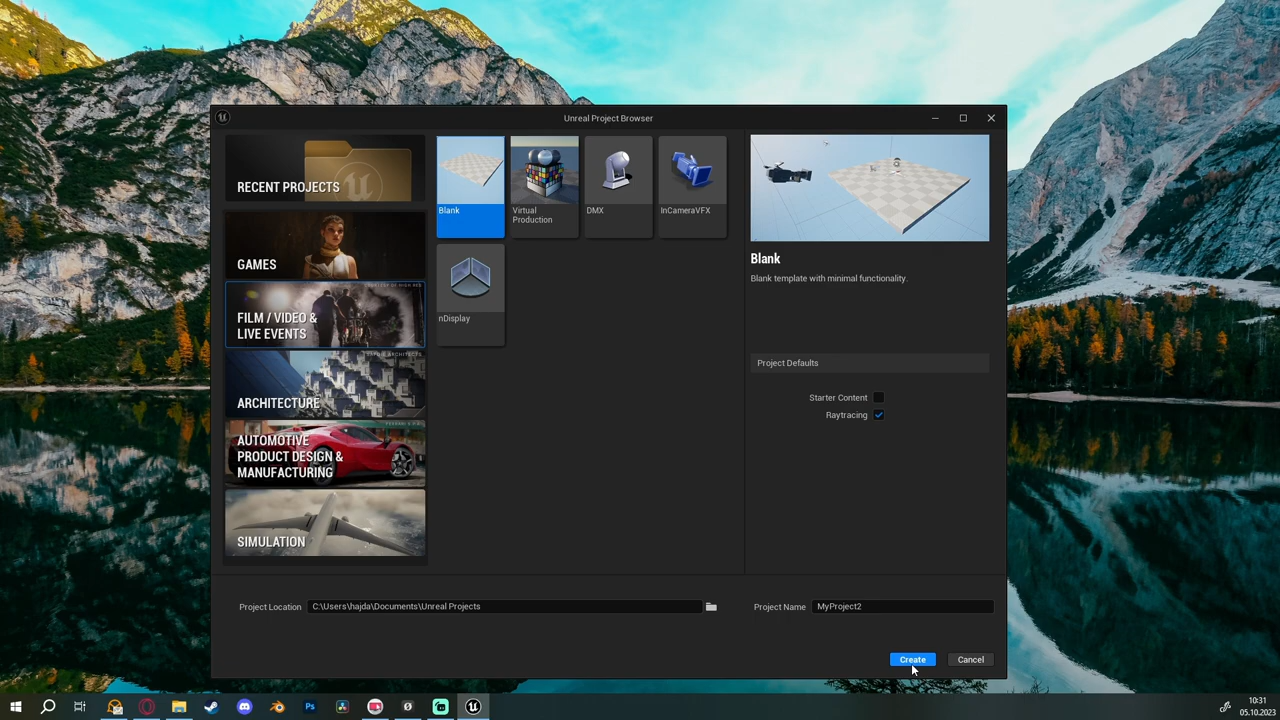 Unreal Project Browser
RECENT PROJECTS
GAMES
FILM / VIDEO &
LIVE EVENTS
ARCHITECTURE
AUTOMOTIVE
PRODUCT DESIGN &
MANUFACTURING
SIMULATION
Blank
Virtual
Production
DMX
InCameraVFX
nDisplay
Blank
Blank template with minimal functionality.
Project Defaults
Starter Content
Raytracing
Project Location
C:\Users\hajda\Documents\Unreal Projects
Project Name
MyProject2
Create
Cancel
Ps
10:31
05.10.2023